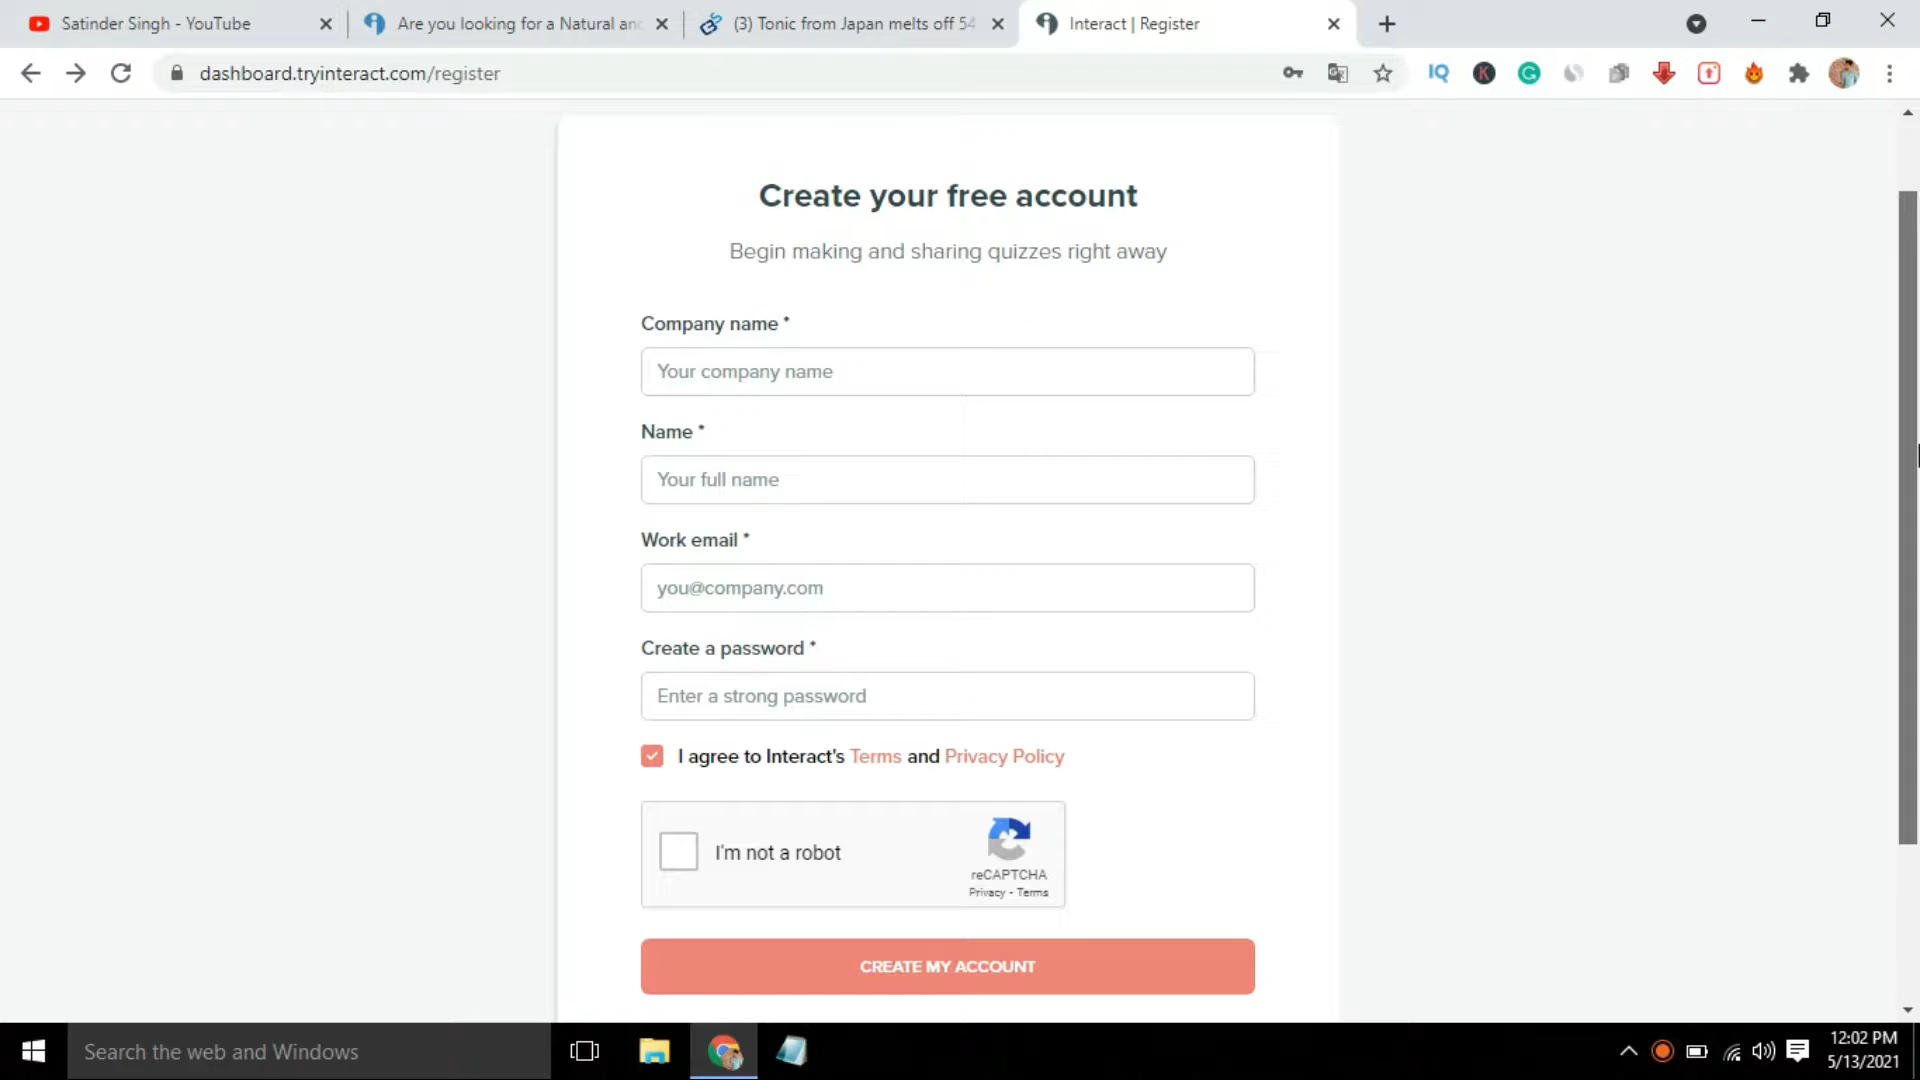 Satinder Singh - YouTube
Are you looking for a Natural an
(3) Tonic from Japan melts off 54
Interact | Register
dashboard.tryinteract.com/register
IQ
K
G
Create your free account
Begin making and sharing quizzes right away
Company name *
Your company name
Name *
Your full name
Work email *
you@company.com
Create a password *
Enter a strong password
I agree to Interact's Terms and Privacy Policy
I'm not a robot
reCAPTCHA
Privacy - Terms
CREATE MY ACCOUNT
Search the web and Windows
12:02 PM
5/13/2021